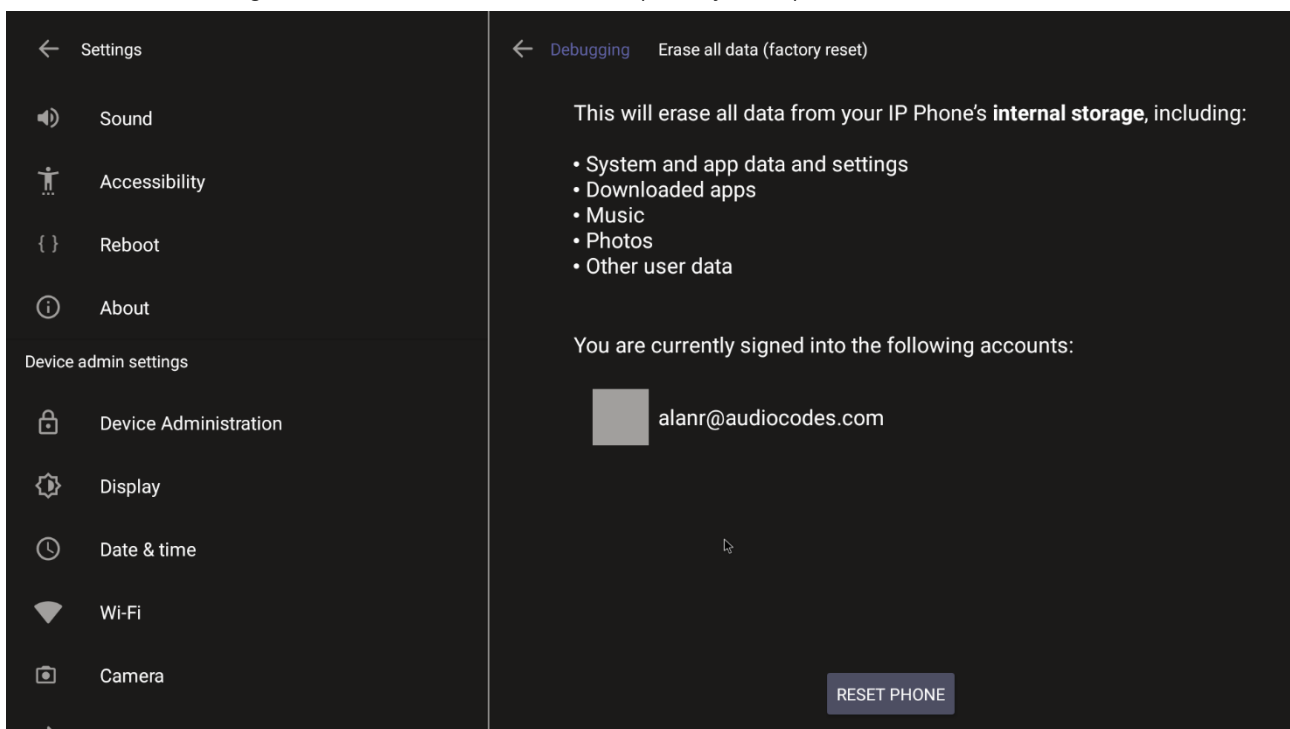 Settings
Sound
Accessibility
{ } Reboot
About
Device admin settings
Device Administration
Display
Date & time
Wi-Fi
Camera
Debugging Erase all data (factory reset)
This will erase all data from your IP Phone’s internal storage, including:
• System and app data and settings
• Downloaded apps
• Music
• Photos
• Other user data
You are currently signed into the following accounts:
alanr@audiocodes.com
RESET PHONE